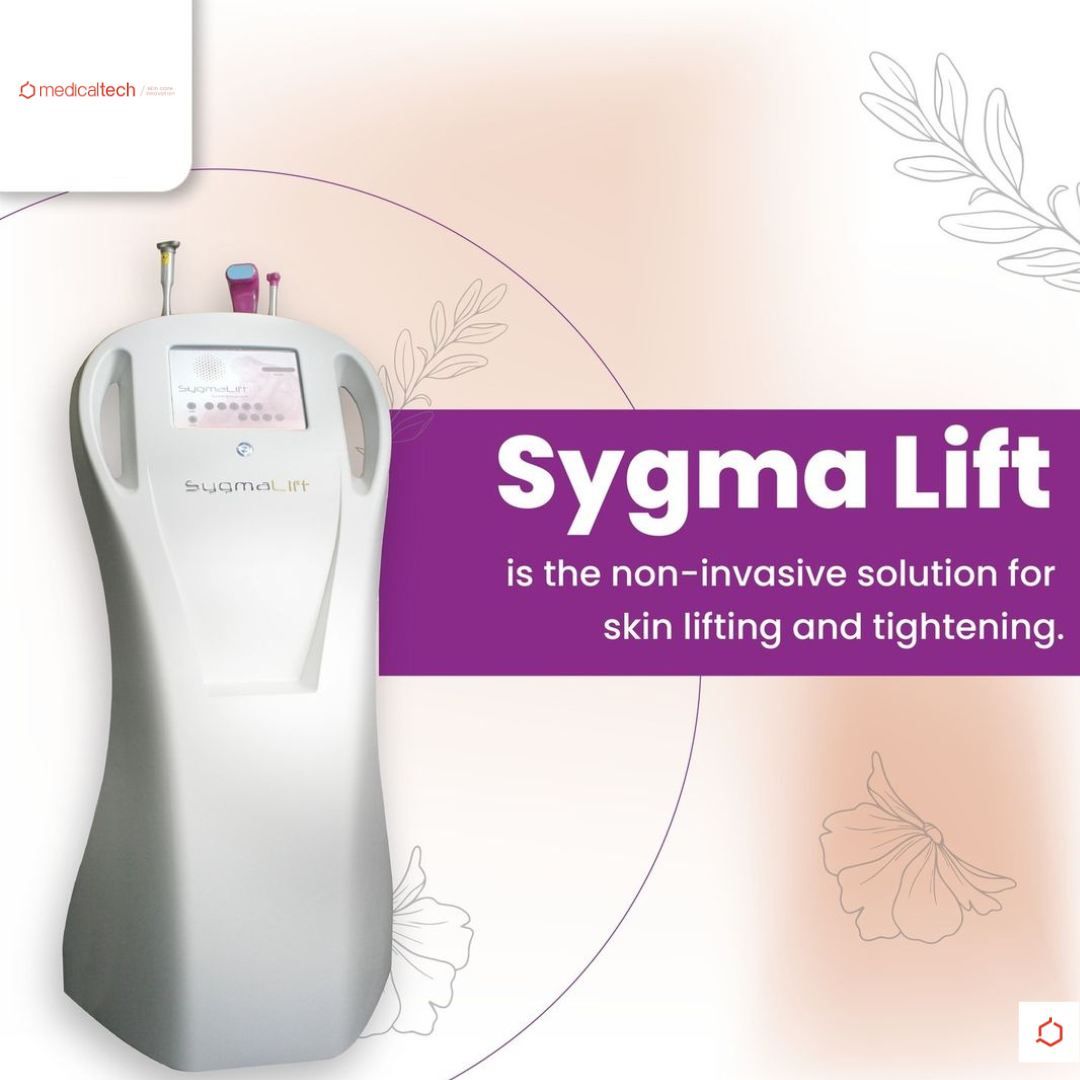 medicaltech / skin care
innovation
SygmaLift
SygmaLift
Sygma Lift
is the non-invasive solution for
skin lifting and tightening.